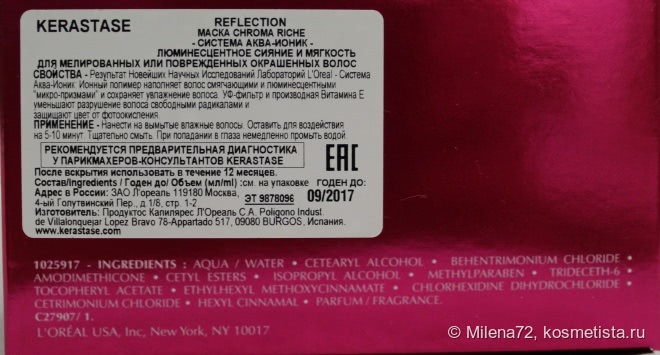 KERASTASE
REFLECTION
МАСКА CHROMA RICHE
- СИСТЕМА АКВА-ИОНИК -
ЛЮМИНЕСЦЕНТНОЕ СИЯНИЕ И МЯГКОСТЬ
ДЛЯ МЕЛИРОВАННЫХ ИЛИ ПОВРЕЖДЕННЫХ ОКРАШЕННЫХ ВОЛОС
СВОЙСТВА - Результат Новейших Научных Исследований Лабораторий L'Oreal - Система
Аква-Ионик: Ионный полимер наполняет волос смягчающими и люминесцентными
"микро-призмами" и сохраняет увлажнение волоса. УФ-фильтр и производная Витамина Е
уменьшают разрушение волоса свободными радикалами и
защищают цвет от фотоокисления.
ПРИМЕНЕНИЕ - Нанести на вымытые влажные волосы. Оставить для воздействия
на 5-10 минут. Тщательно смыть. При попадании в глаза немедленно промыть водой
РЕКОМЕНДУЕТСЯ ПРЕДВАРИТЕЛЬНАЯ ДИАГНОСТИКА
У ПАРИКМАХЕРОВ-КОНСУЛЬТАНТОВ KERASTASE
EAC
После вскрытия использовать в течение 12 месяцев.
Состав/Ingredients / Годен до/ Объем (мл/ml) :см. на упаковке
ГОДЕН ДО:
Адрес в России: ЗАО Л'Ореаль 119180 Москва,
4-ый Голутвинский Пер., д.1/8, стр. 1-2
ЭТ 9878096
09/2017
Изготовитель: Продуктос Капилярес Л'Ореаль С.А. Poligono Indust.
de Villalonquejar Lopez Bravo 78-Appartado 517, 09080 BURGOS, Испания.
www.kerastase.com
1025917 - INGREDIENTS : AQUA / WATER • CETEARYL ALCOHOL • BEHENTRIMONIUM CHLORIDE •
AMODIMETHICONE • CETYL ESTERS • ISOPROPYL ALCOHOL • METHYLPARABEN • TRIDECETH-6 •
TOCOPHERYL ACETATE • ETHYLHEXYL METHOXYCINNAMATE • CHLORHEXIDINE DIHYDROCHLORIDE •
CETRIMONIUM CHLORIDE • HEXYL CINNAMAL • PARFUM / FRAGRANCE.
C27907/ 1.
L'ORÉAL USA, Inc, New York, NY 10017
© Milena72, kosmetista.ru